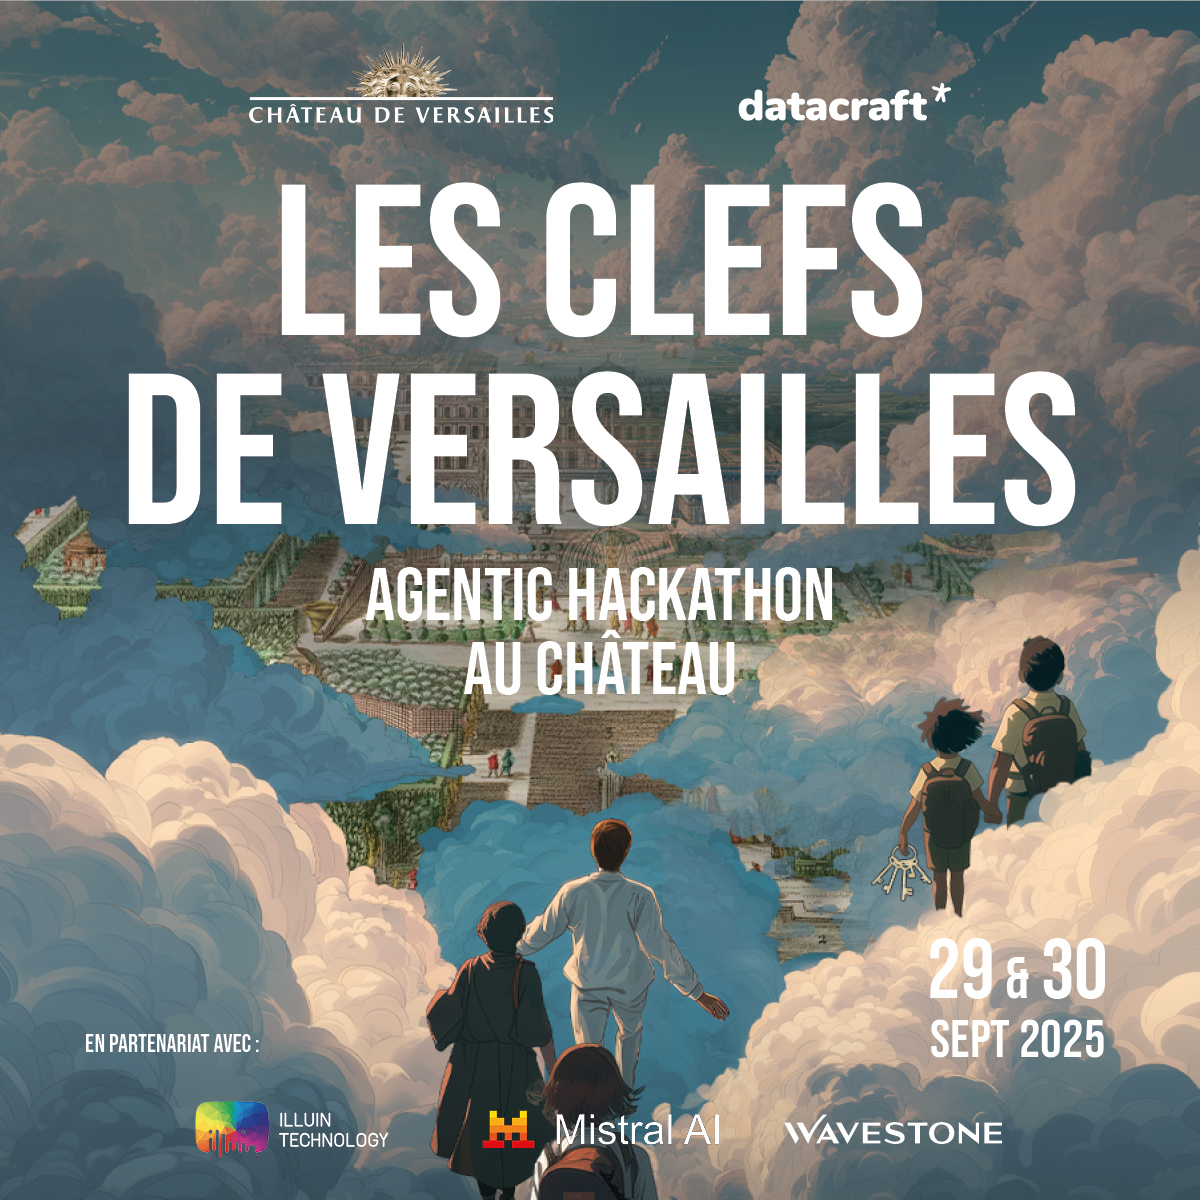 CHÂTEAU DE VERSAILLES
datacraft*
LES CLEFS
DE VERSAILLES
AGENTIC HACKATHON
AU CHÂTEAU
29 & 30
SEPT 2025
EN PARTENARIAT AVEC :
illuin
ILLUIN
TECHNOLOGY
Mistral AI
WAVESTONE